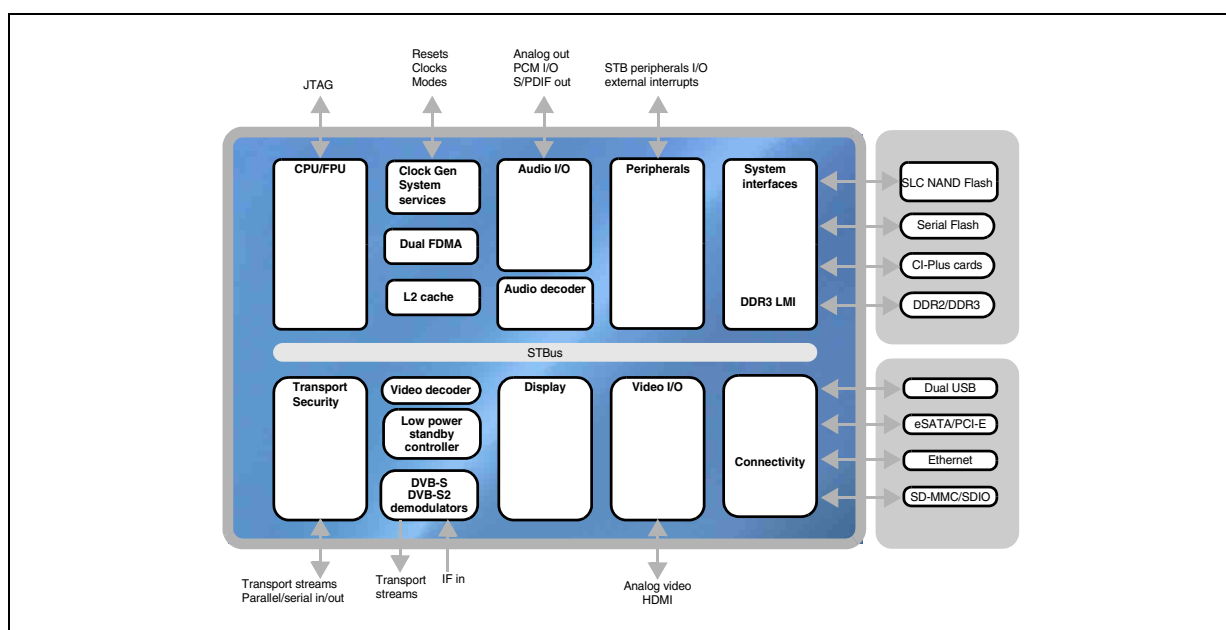 JTAG
Resets
Clocks
Modes
Analog out
PCM I/O
S/PDIF out
STB peripherals I/O
external interrupts
CPU/FPU
Clock Gen
System
services
Dual FDMA
L2 cache
Audio I/O
Audio decoder
Peripherals
System
interfaces
DDR3 LMI
SLC NAND Flash
Serial Flash
CI-Plus cards
DDR2/DDR3
STBus
Transport
Security
Video decoder
Low power
standby
controller
DVB-S
DVB-S2
demodulators
Display
Video I/O
Connectivity
Dual USB
eSATA/PCI-E
Ethernet
SD-MMC/SDIO
Transport streams
Parallel/serial in/out
Transport
streams
IF in
Analog video
HDMI